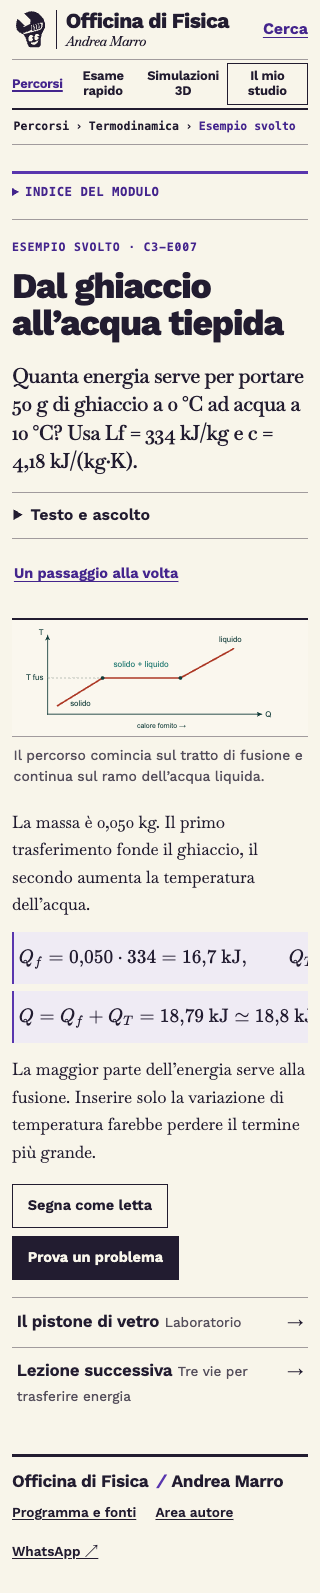 Officina di Fisica
Andrea Marro
Cerca
Percorsi
Esame
rapido
Simulazioni
3D
Il mio
studio
Percorsi › Termodinamica › Esempio svolto
▶ INDICE DEL MODULO
ESEMPIO SVOLTO · C3–E007
Dal ghiaccio
all’acqua tiepida
Quanta energia serve per portare
50 g di ghiaccio a 0 °C ad acqua a
10 °C? Usa Lf = 334 kJ/kg e c =
4,18 kJ/(kg·K).
▶ Testo e ascolto
Un passaggio alla volta
T
liquido
solido + liquido
T fus
solido
Q
calore fornito →
Il percorso comincia sul tratto di fusione e
continua sul ramo dell’acqua liquida.
La massa è 0,050 kg. Il primo
trasferimento fonde il ghiaccio, il
secondo aumenta la temperatura
dell’acqua.
Q_f = 0,050 · 334 = 16,7 kJ, Q
Q = Q_f + Q_T = 18,79 kJ ≃ 18,8 k
La maggior parte dell’energia serve alla
fusione. Inserire solo la variazione di
temperatura farebbe perdere il termine
più grande.
Segna come letta
Prova un problema
Il pistone di vetro Laboratorio →
Lezione successiva Tre vie per →
trasferire energia
Officina di Fisica / Andrea Marro
Programma e fonti Area autore
WhatsApp ↗